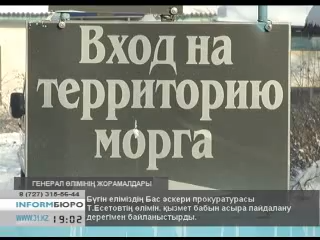 Вход на
территорию
морга
ГЕНЕРАЛ ӨЛІМІНІҢ ЖОРАМАЛДАРЫ
8 (727) 315-56-44
INFORMБЮРО
WWW.31.KZ 19:02
Бүгін еліміздің Бас әскери прокуратурасы
Т.Есетовтің өлімін, қызмет бабын асыра пайдалану
дерегімен байланыстырды.